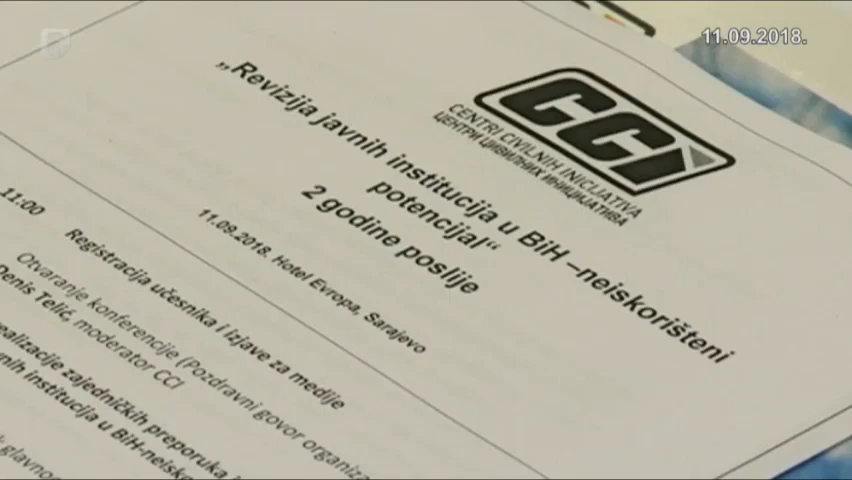 11.09.2018.
CCI
CENTRI CIVILNIH INICIJATIVA
ЦЕНТРИ ЦИВИЛНИХ ИНИЦИЈАТИВА
„Revizija javnih institucija u BiH –neiskorišteni
potencijal“
2 godine poslije
11.09.2018. Hotel Evropa, Sarajevo
11:00
Registracija učesnika i izjave za medije
Otvaranje konferencije (Pozdravni govor
Denis Telić, moderator CCI
realizacije zajedničkih preporuka
institucija u BiH-